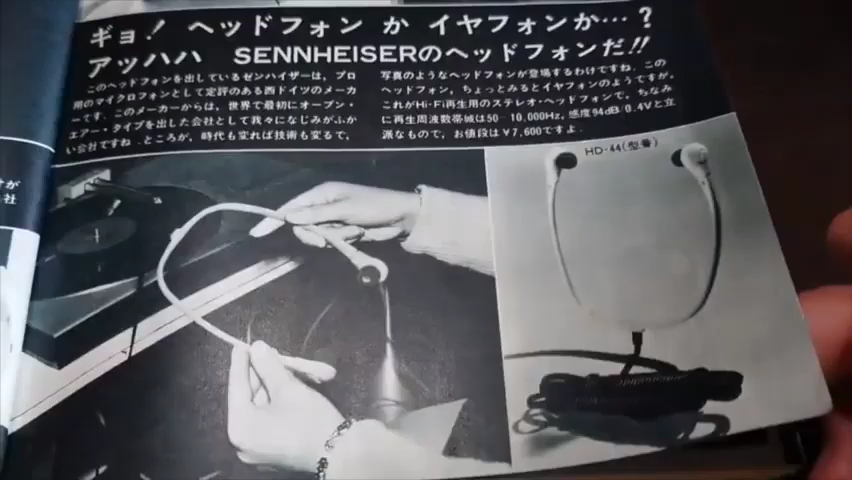 ギョ! ヘッドフォン か イヤフォンか…?
アッハハ SENNHEISERのヘッドフォンだ!!
このヘッドフォンを出しているゼンハイザーは、プロ
用のマイクロフォンとして定評のある西ドイツのメーカ
ーです。このメーカーからは、世界で最初にオープン・
エアー・タイプを出した会社として我々になじみがふか
い会社ですね。ところが、時代も変れば技術も変るで、
写真のようなヘッドフォンが登場するわけですね。この
ヘッドフォン、ちょっとみるとイヤフォンのようですが、
これがHi-Fi再生用のステレオ・ヘッドフォンで、ちなみ
に再生周波数帯域は50-10,000Hz、感度94dB/0.4Vと立
派なもので、お値段は¥7,600ですよ。
HD-44(型番)
が
社